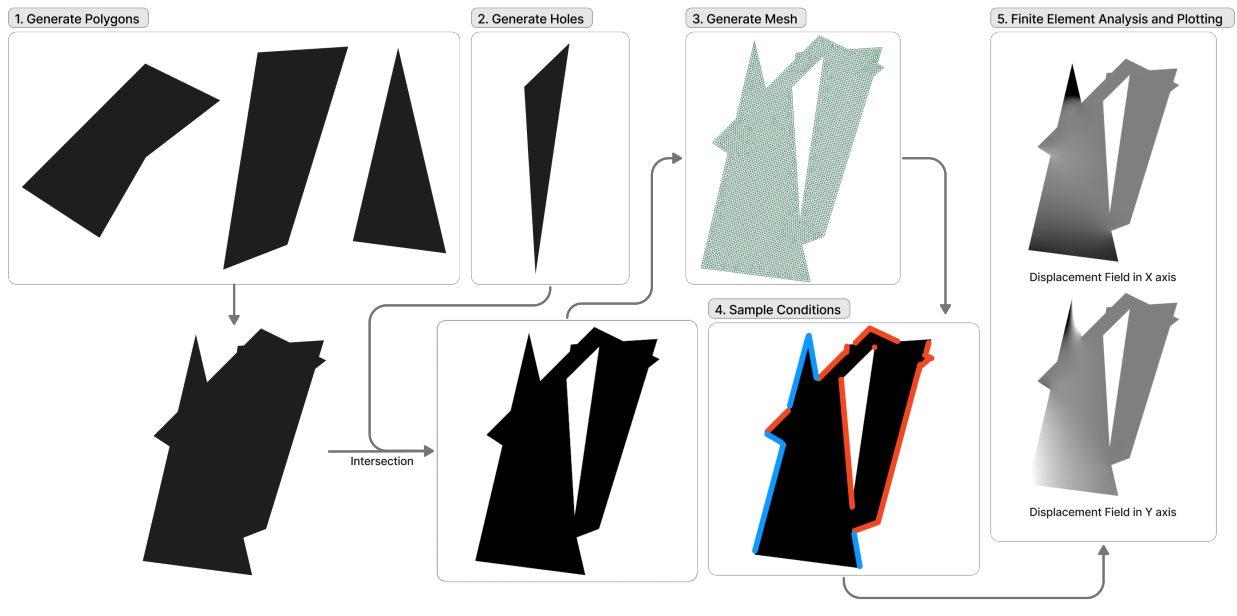 1. Generate Polygons
2. Generate Holes
3. Generate Mesh
5. Finite Element Analysis and Plotting
Displacement Field in X axis
4. Sample Conditions
Intersection
Displacement Field in Y axis